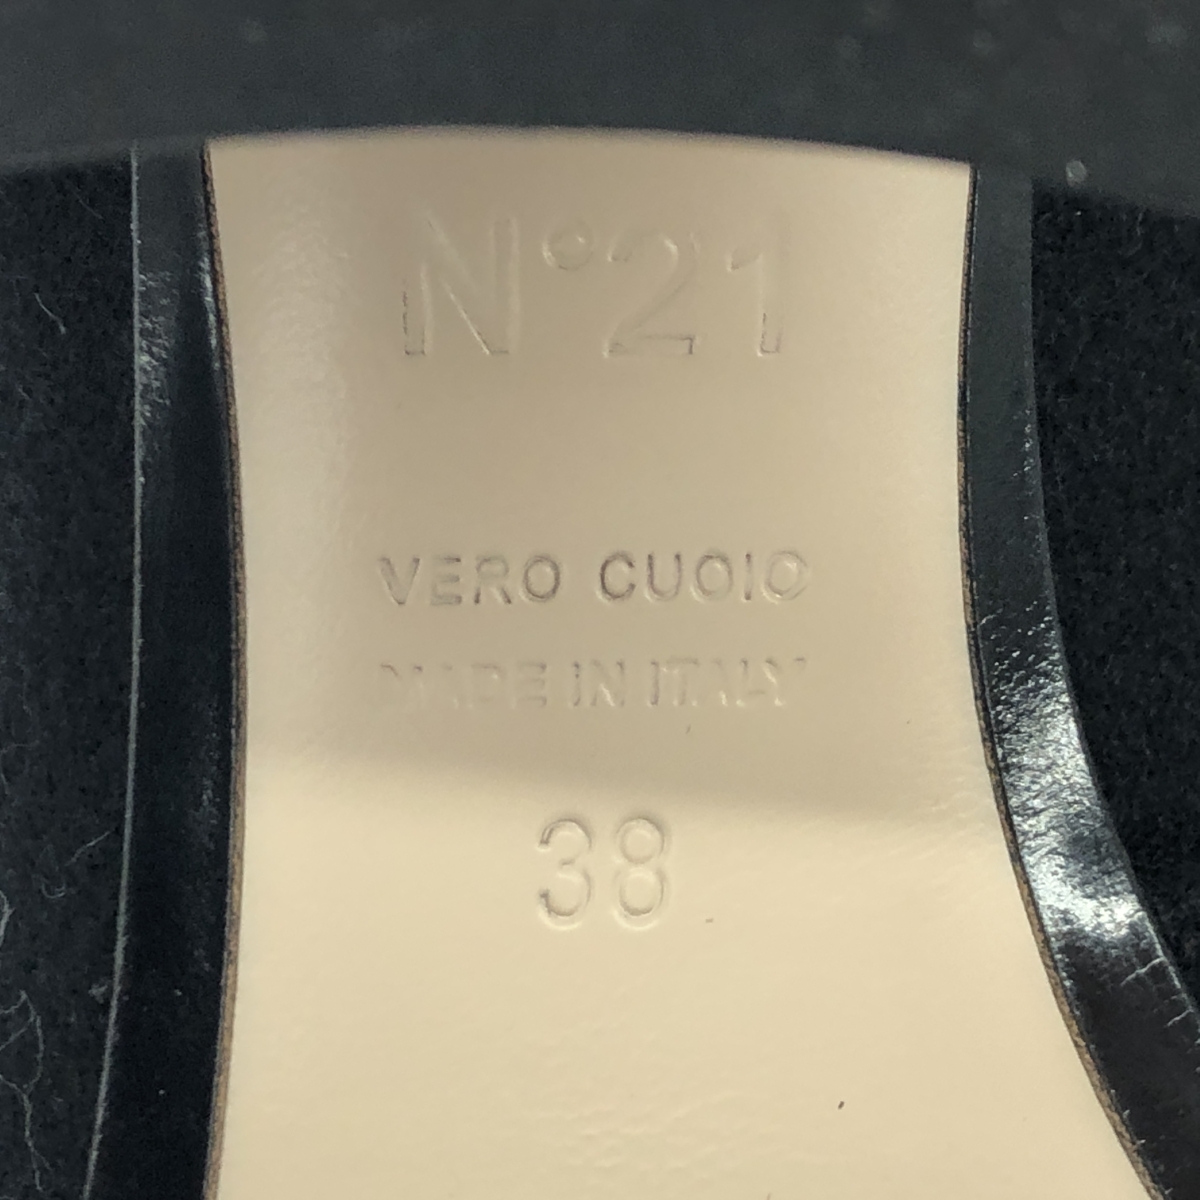 N°21
VERO CUOIO
MADE IN ITALY
38